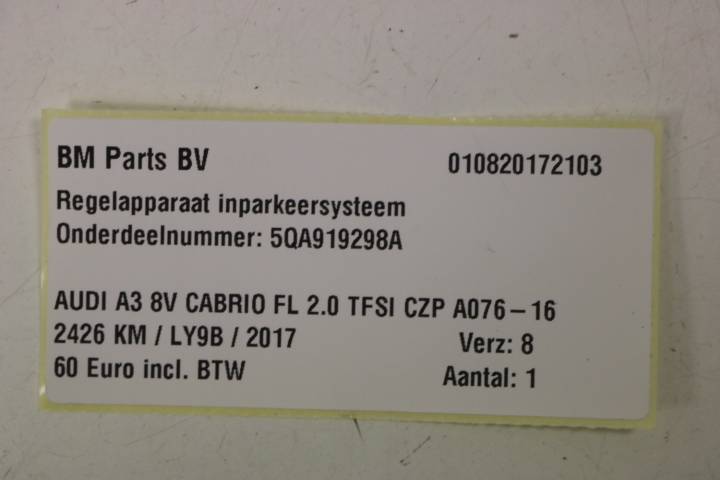 BM Parts BV 010820172103
Regelapparaat inparkeersysteem
Onderdeelnummer: 5QA919298A
AUDI A3 8V CABRIO FL 2.0 TFSI CZP A076-16
2426 KM / LY9B / 2017 Verz: 8
60 Euro incl. BTW Aantal: 1